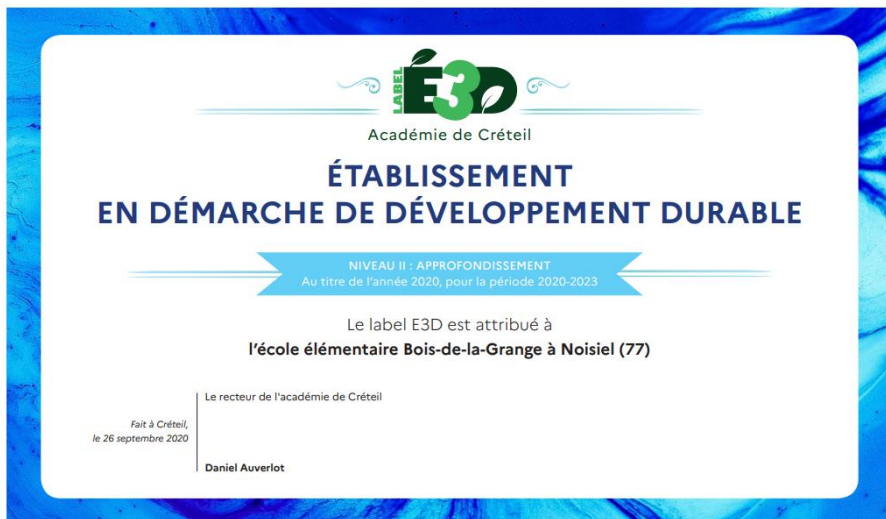 LABEL
É3D
Académie de Créteil
ÉTABLISSEMENT
EN DÉMARCHE DE DÉVELOPPEMENT DURABLE
NIVEAU II : APPROFONDISSEMENT
Au titre de l'année 2020, pour la période 2020-2023
Le label E3D est attribué à
l'école élémentaire Bois-de-la-Grange à Noisiel (77)
Fait à Créteil,
le 26 septembre 2020
Le recteur de l'académie de Créteil
Daniel Auverlot